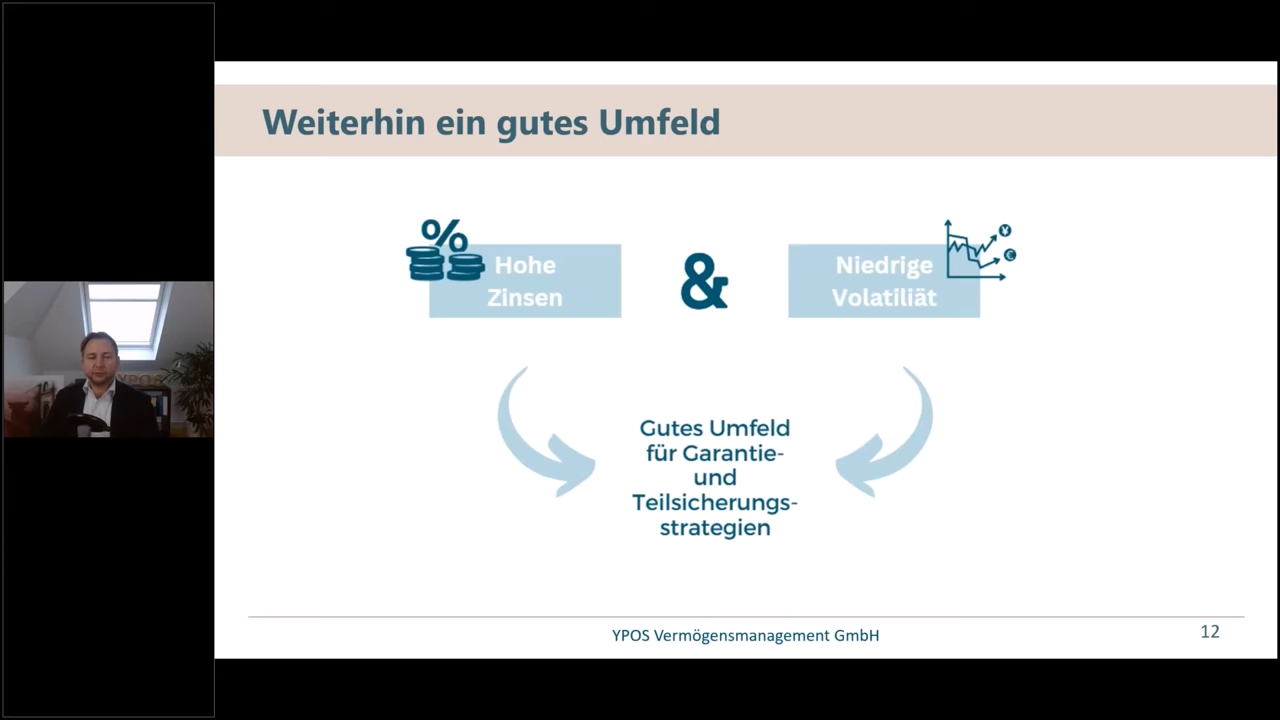 Weiterhin ein gutes Umfeld
%
Hohe
Zinsen
&
Niedrige
Volatiliät
¥
€
Gutes Umfeld
für Garantie-
und
Teilsicherungs-
strategien
YPOS Vermögensmanagement GmbH
12
YPOS